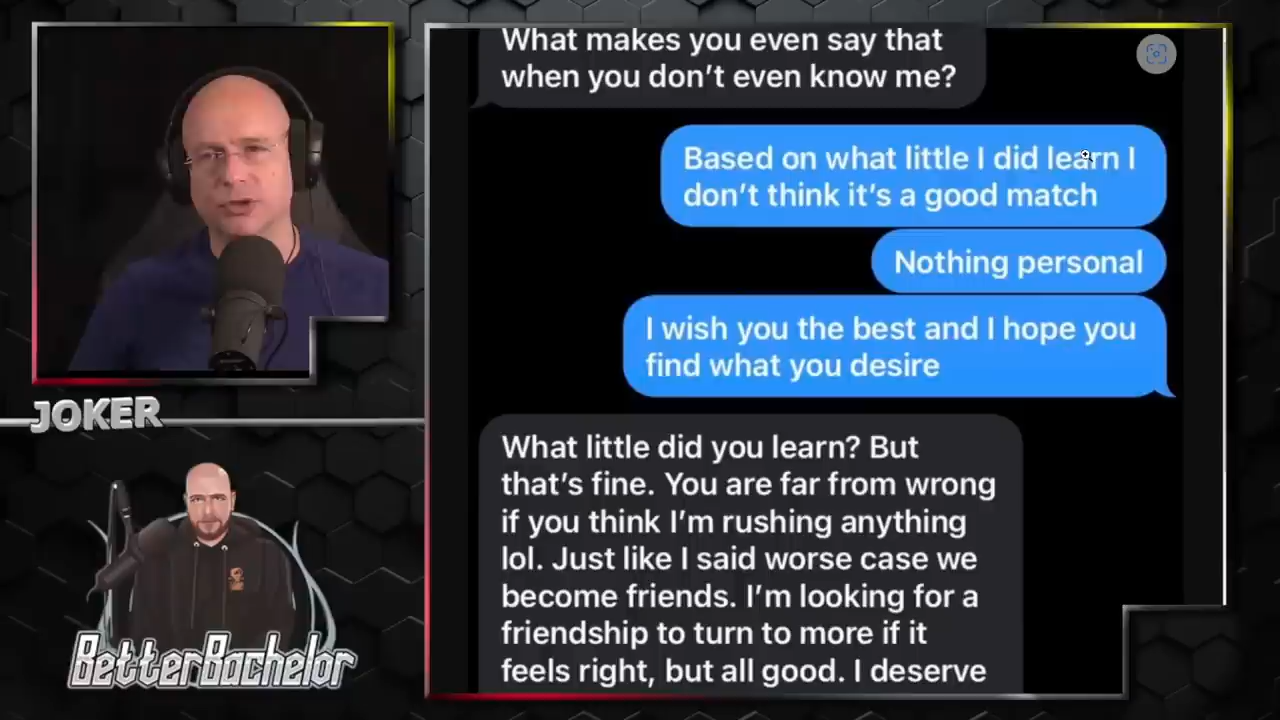 What makes you even say that
when you don't even know me?
Based on what little I did learn I
don't think it's a good match
Nothing personal
I wish you the best and I hope you
find what you desire
JOKER
What little did you learn? But
that's fine. You are far from wrong
if you think I'm rushing anything
lol. Just like I said worse case we
become friends. I'm looking for a
friendship to turn to more if it
feels right, but all good. I deserve
BetterBachelor